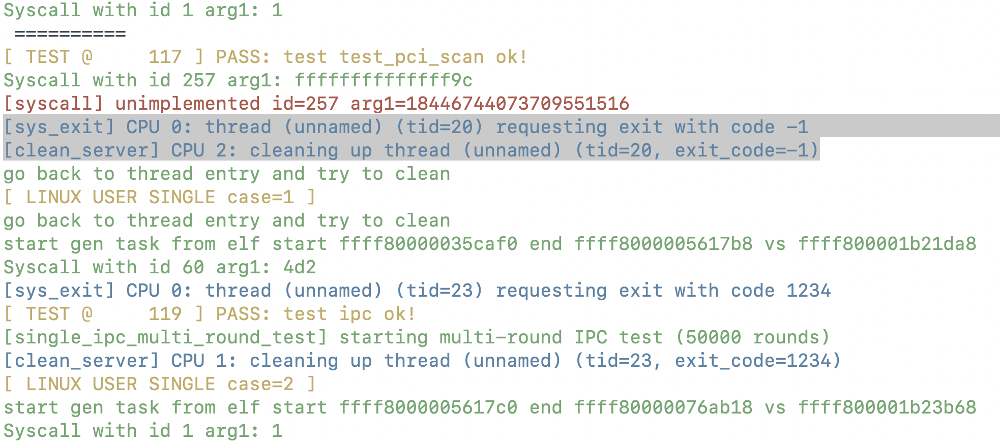 Syscall with id 1 arg1: 1
==========
[ TEST @     117 ] PASS: test test_pci_scan ok!
Syscall with id 257 arg1: ffffffffffffff9c
[syscall] unimplemented id=257 arg1=18446744073709551516
[sys_exit] CPU 0: thread (unnamed) (tid=20) requesting exit with code -1
[clean_server] CPU 2: cleaning up thread (unnamed) (tid=20, exit_code=-1)
go back to thread entry and try to clean
[ LINUX USER SINGLE case=1 ]
go back to thread entry and try to clean
start gen task from elf start ffff80000035caf0 end ffff8000005617b8 vs ffff800001b21da8
Syscall with id 60 arg1: 4d2
[sys_exit] CPU 0: thread (unnamed) (tid=23) requesting exit with code 1234
[ TEST @     119 ] PASS: test ipc ok!
[single_ipc_multi_round_test] starting multi-round IPC test (50000 rounds)
[clean_server] CPU 1: cleaning up thread (unnamed) (tid=23, exit_code=1234)
[ LINUX USER SINGLE case=2 ]
start gen task from elf start ffff8000005617c0 end ffff80000076ab18 vs ffff800001b23b68
Syscall with id 1 arg1: 1